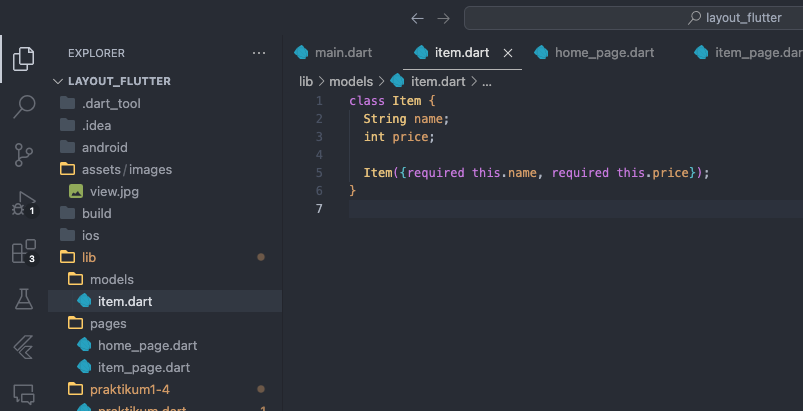 layout_flutter
EXPLORER
LAYOUT_FLUTTER
.dart_tool
.idea
android
assets/images
view.jpg
build
ios
lib
models
item.dart
pages
home_page.dart
item_page.dart
praktikum1-4
praktikum.dart 1
1
3
main.dart item.dart home_page.dart item_page.dar
lib > models > item.dart > ...
1 class Item {
2 String name;
3 int price;
4
5 Item({required this.name, required this.price});
6 }
7